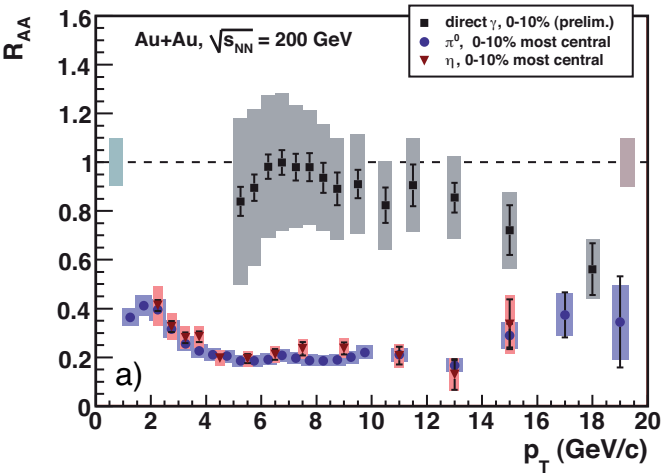 R_AA
1.6
1.4
1.2
1
0.8
0.6
0.4
0.2
0
Au+Au, √s_NN = 200 GeV
direct γ, 0-10% (prelim.)
π⁰, 0-10% most central
η, 0-10% most central
a)
0 2 4 6 8 10 12 14 16 18 20
p_T (GeV/c)